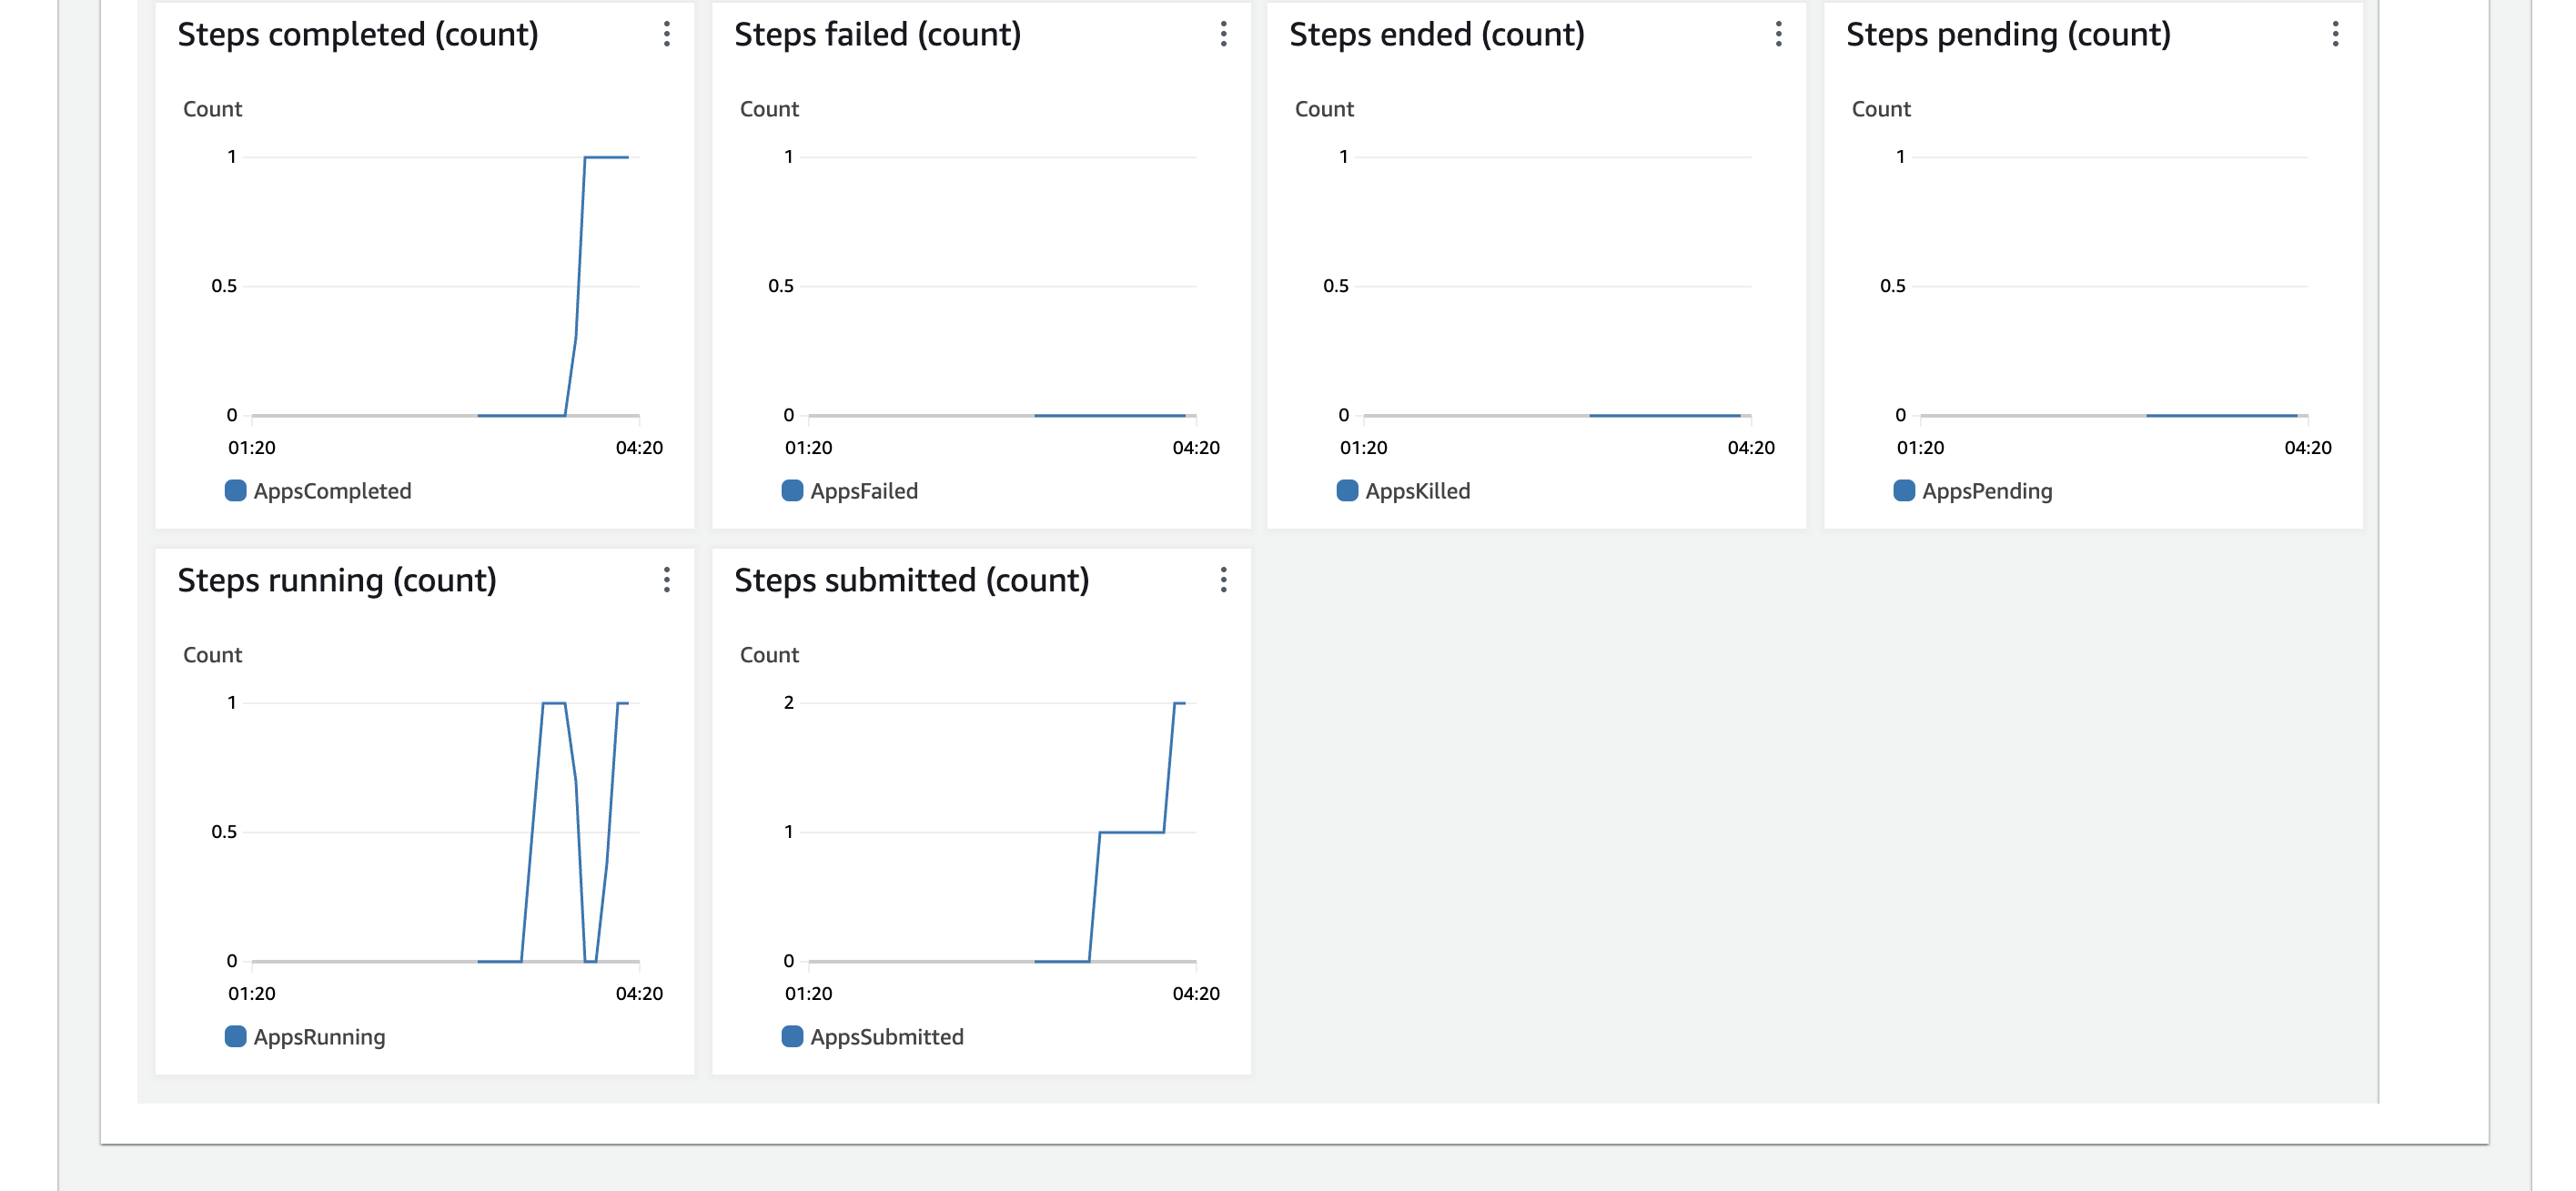 Steps completed (count)
Count
1
0.5
0
01:20 04:20
AppsCompleted
Steps failed (count)
Count
1
0.5
0
01:20 04:20
AppsFailed
Steps ended (count)
Count
1
0.5
0
01:20 04:20
AppsKilled
Steps pending (count)
Count
1
0.5
0
01:20 04:20
AppsPending
Steps running (count)
Count
1
0.5
0
01:20 04:20
AppsRunning
Steps submitted (count)
Count
2
1
0
01:20 04:20
AppsSubmitted